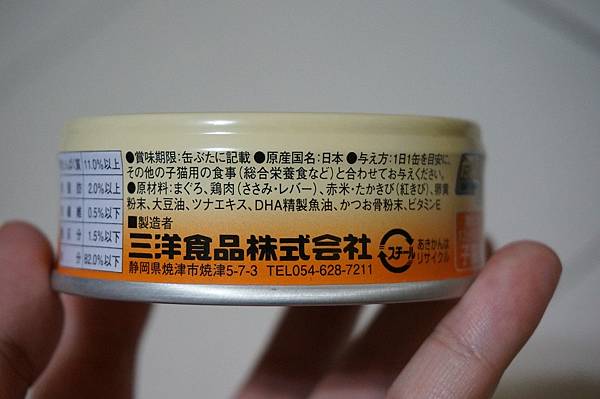 ●賞味期限:缶ぶたに記載 ●原産国名:日本 ●与え方:1日1缶を目安に、
その他の子猫用の食事(総合栄養食など)と合わせてお与えください。
●原材料:まぐろ、鶏肉(ささみ・レバー)、赤米・たかきび(紅きび)、卵黄
粉末、大豆油、ツナエキス、DHA精製魚油、かつお骨粉末、ビタミンE
■製造者
三洋食品株式会社
静岡県焼津市焼津5-7-3 TEL054-628-7211
スチール
あきかんは
リサイクル
11.0%以上
肪 2.0%以上
維 0.5%以下
分 1.5%以下
分 82.0%以下